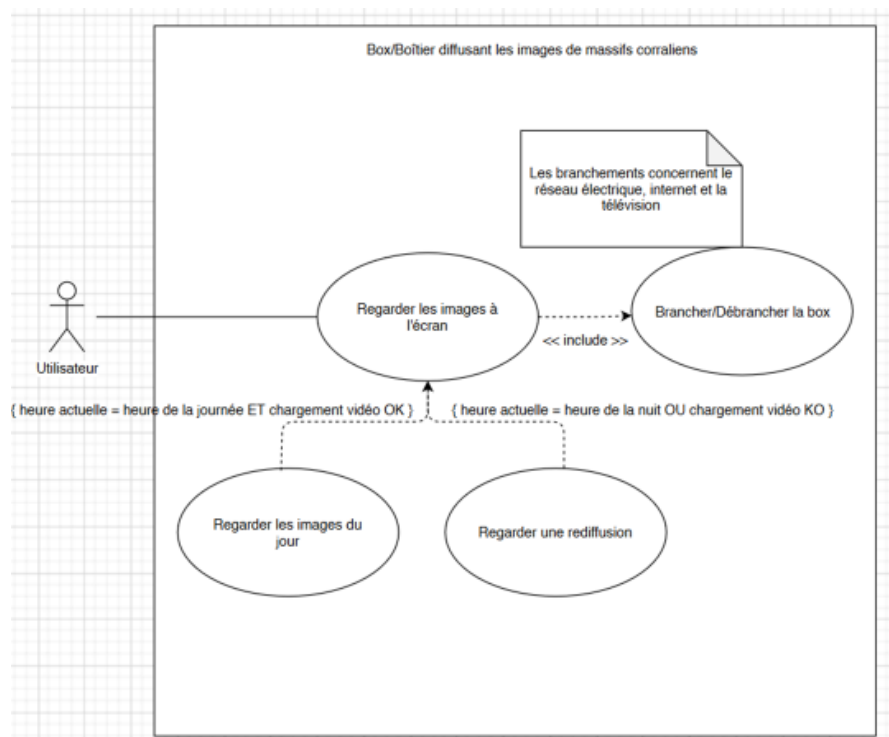 Box/Boîtier diffusant les images de massifs corraliens
Les branchements concernent le
réseau électrique, internet et la
télévision
Regarder les images à
l'écran
Brancher/Débrancher la box
<< include >>
Utilisateur
{ heure actuelle = heure de la journée ET chargement vidéo OK }
{ heure actuelle = heure de la nuit OU chargement vidéo KO }
Regarder les images du
jour
Regarder une rediffusion